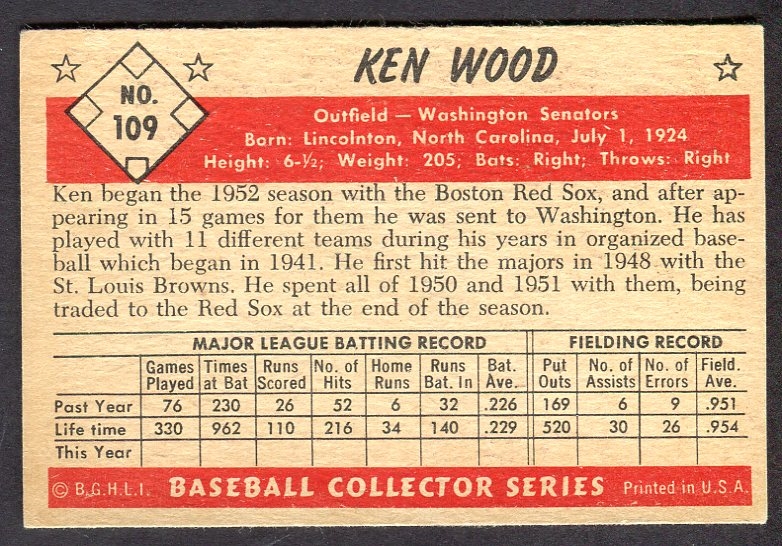 KEN WOOD
NO.
109
Outfield — Washington Senators
Born: Lincolnton, North Carolina, July 1, 1924
Height: 6-½; Weight: 205; Bats: Right; Throws: Right
Ken began the 1952 season with the Boston Red Sox, and after ap-
pearing in 15 games for them he was sent to Washington. He has
played with 11 different teams during his years in organized base-
ball which began in 1941. He first hit the majors in 1948 with the
St. Louis Browns. He spent all of 1950 and 1951 with them, being
traded to the Red Sox at the end of the season.
MAJOR LEAGUE BATTING RECORD FIELDING RECORD
Games Times Runs No. of Home Runs Bat. Put No. of No. of Field.
Played at Bat Scored Hits Runs Bat. In Ave. Outs Assists Errors Ave.
Past Year 76 230 26 52 6 32 .226 169 6 9 .951
Life time 330 962 110 216 34 140 .229 520 30 26 .954
This Year
© B.G.H.L.I. BASEBALL COLLECTOR SERIES Printed in U.S.A.